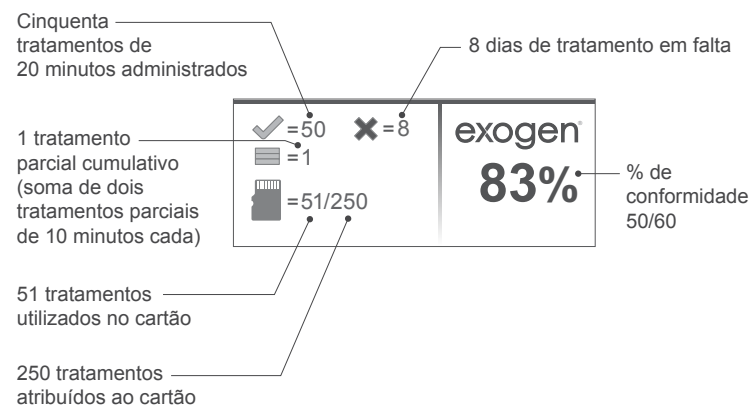 Cinquenta
tratamentos de
20 minutos administrados
8 dias de tratamento em falta
1 tratamento
parcial cumulativo
(soma de dois
tratamentos parciais
de 10 minutos cada)
=50
=8
=1
=51/250
exogen
83%
% de
conformidade
50/60
51 tratamentos
utilizados no cartão
250 tratamentos
atribuídos ao cartão